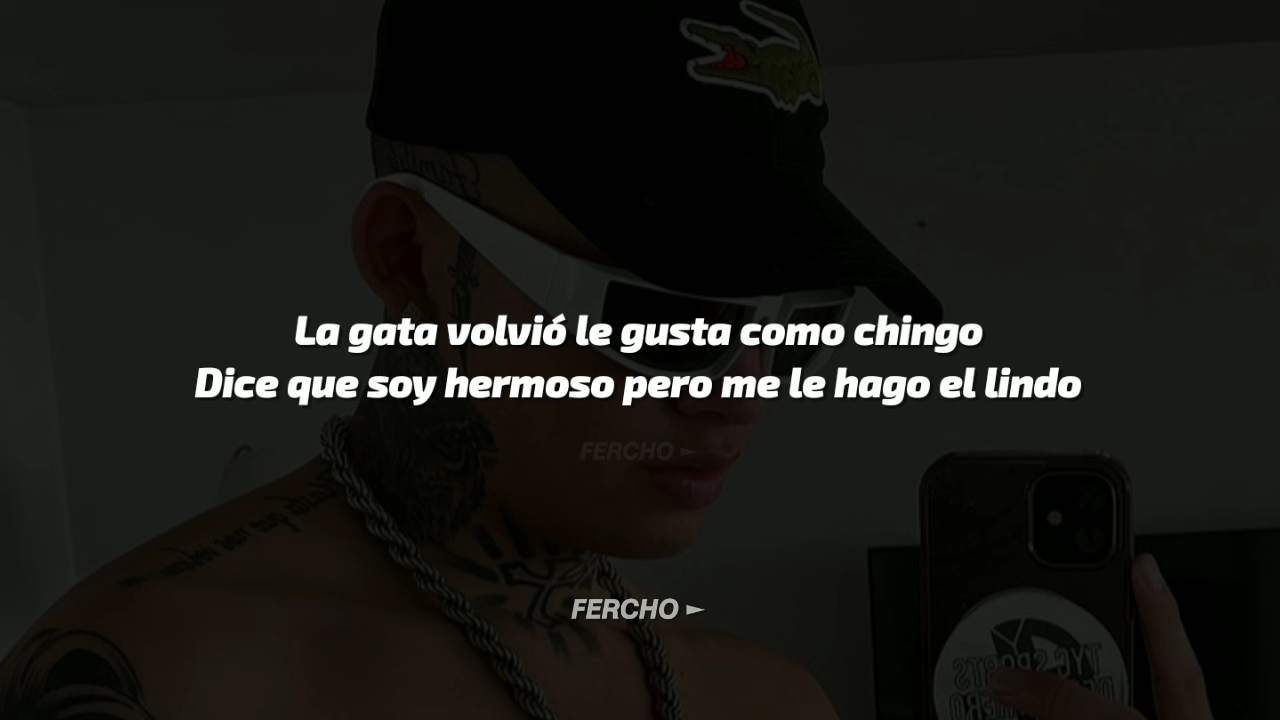 La gata volvió le gusta como chingo
Dice que soy hermoso pero me le hago el lindo
FERCHO ►
FERCHO ►